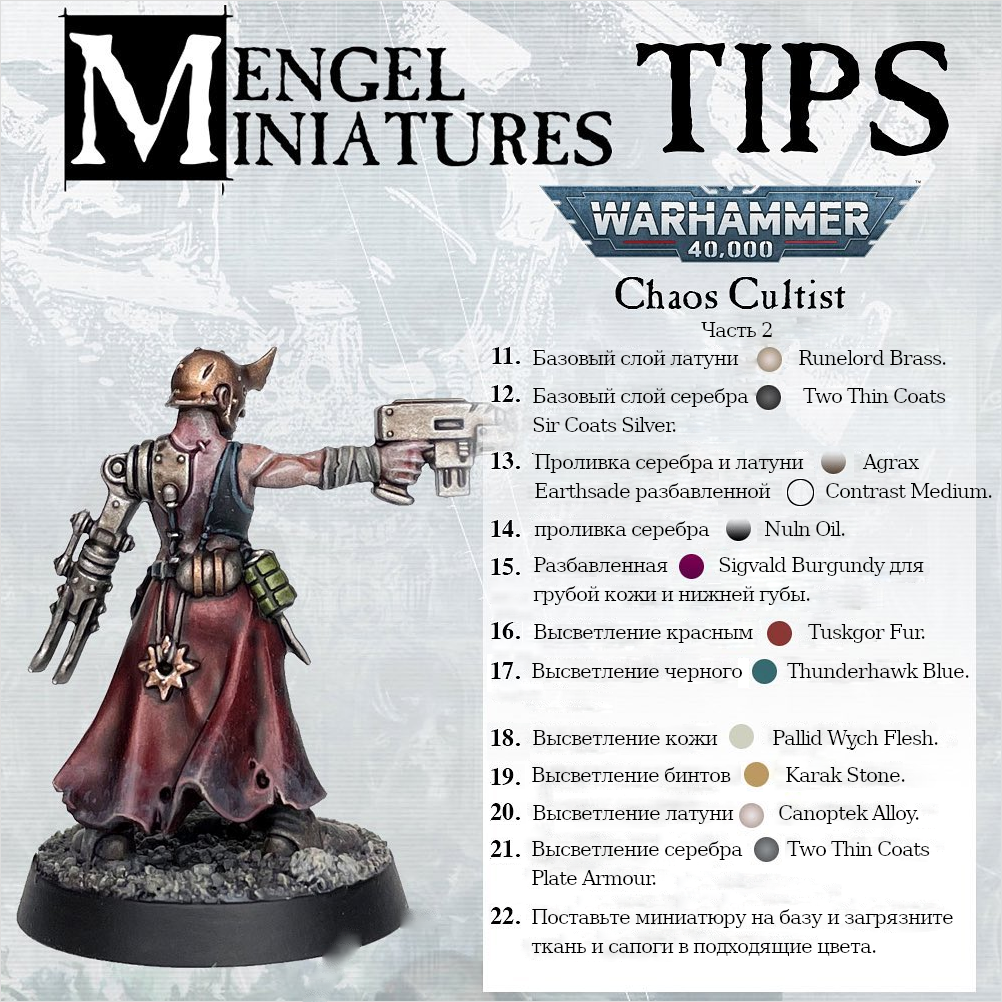 MENGEL MINIATURES
TIPS
WARHAMMER
40,000
™
Chaos Cultist
Часть 2
11. Базовый слой латуни Runelord Brass.
12. Базовый слой серебра Two Thin Coats
Sir Coats Silver.
13. Проливка серебра и латуни Agrax
Earthsade разбавленной Contrast Medium.
14. проливка серебра Nuln Oil.
15. Разбавленная Sigvald Burgundy для
грубой кожи и нижней губы.
16. Высветление красным Tuskgor Fur.
17. Высветление черного Thunderhawk Blue.
18. Высветление кожи Pallid Wych Flesh.
19. Высветление бинтов Karak Stone.
20. Высветление латуни Canoptek Alloy.
21. Высветление серебра Two Thin Coats
Plate Armour.
22. Поставьте миниатюру на базу и загрязните
ткань и сапоги в подходящие цвета.